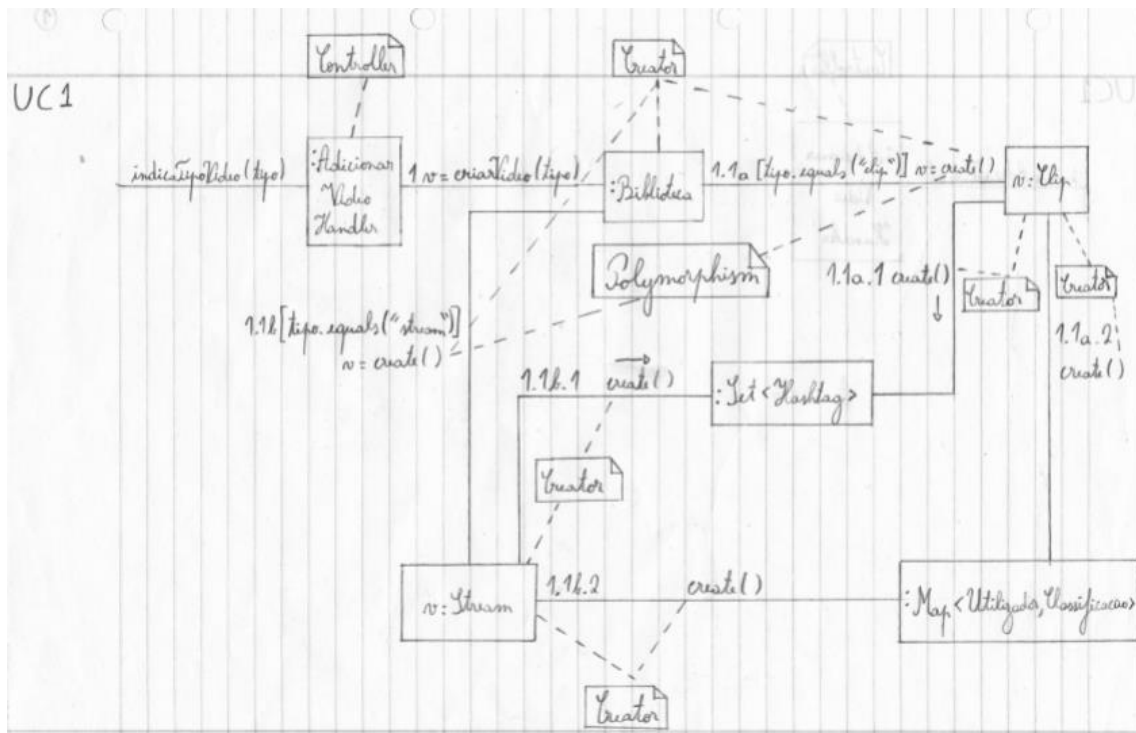 Controller
Creator
UC1
indicaTipoVideo(tipo)
:Adicionar
Video
Handler
1 v = criarVideo(tipo)
:Biblioteca
1.1a [tipo.equals("clip")] v = create()
v: Clip
Polymorphism
1.1a.1 create()
↓
Creator
Creator
1.1a.2
create()
1.1b [tipo.equals("stream")]
v = create()
→
1.1b.1 create()
:Set<Hashtag>
Creator
v: Stream
1.1b.2 create()
:Map<Utilizador, Classificacao>
Creator